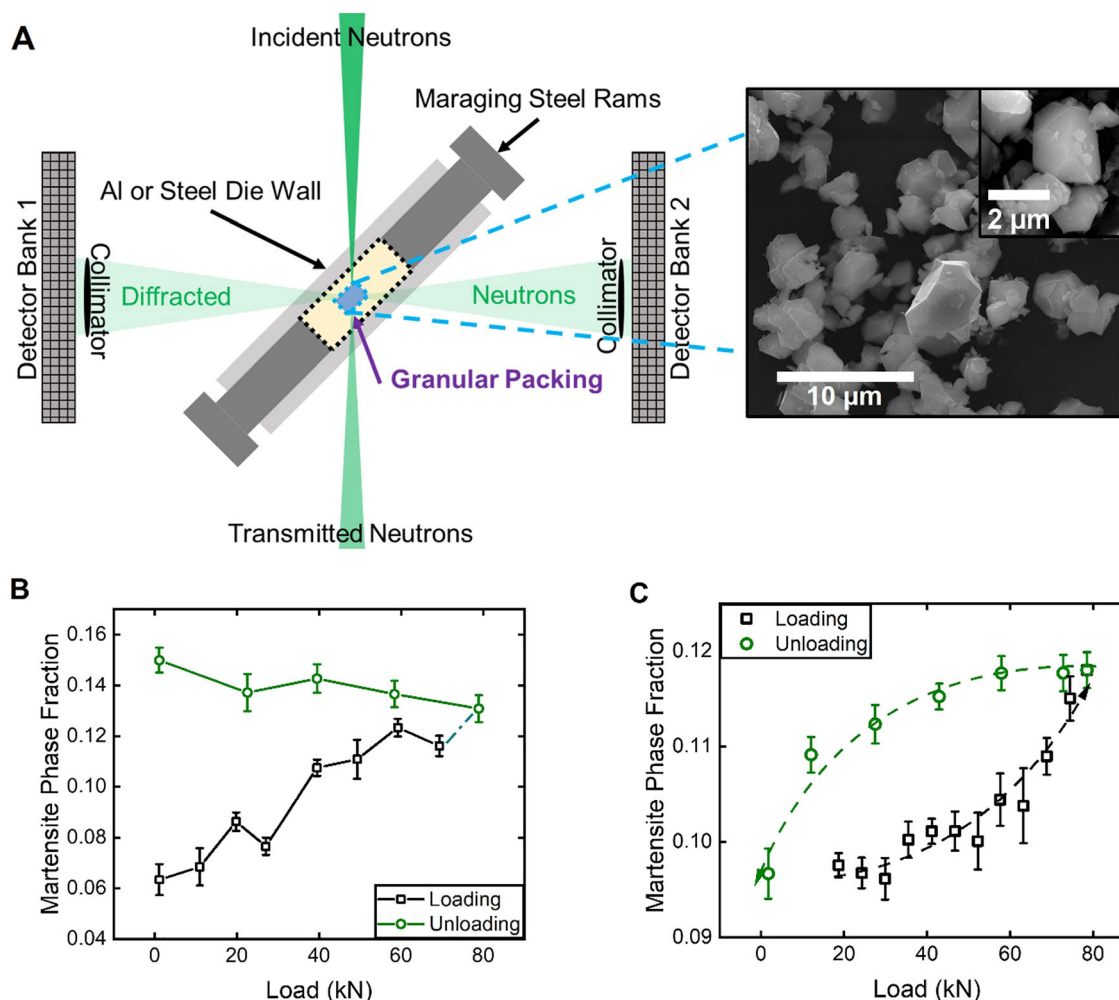 A
Incident Neutrons
Maraging Steel Rams
Al or Steel Die Wall
Detector Bank 1
Collimator
Diffracted
Neutrons
Collimator
Detector Bank 2
Granular Packing
Transmitted Neutrons
2 µm
10 µm
B
Martensite Phase Fraction
0.16
0.14
0.12
0.10
0.08
0.06
0.04
0
20
40
60
80
Load (kN)
Loading
Unloading
C
Martensite Phase Fraction
0.12
0.11
0.10
0.09
0
20
40
60
80
Load (kN)
Loading
Unloading